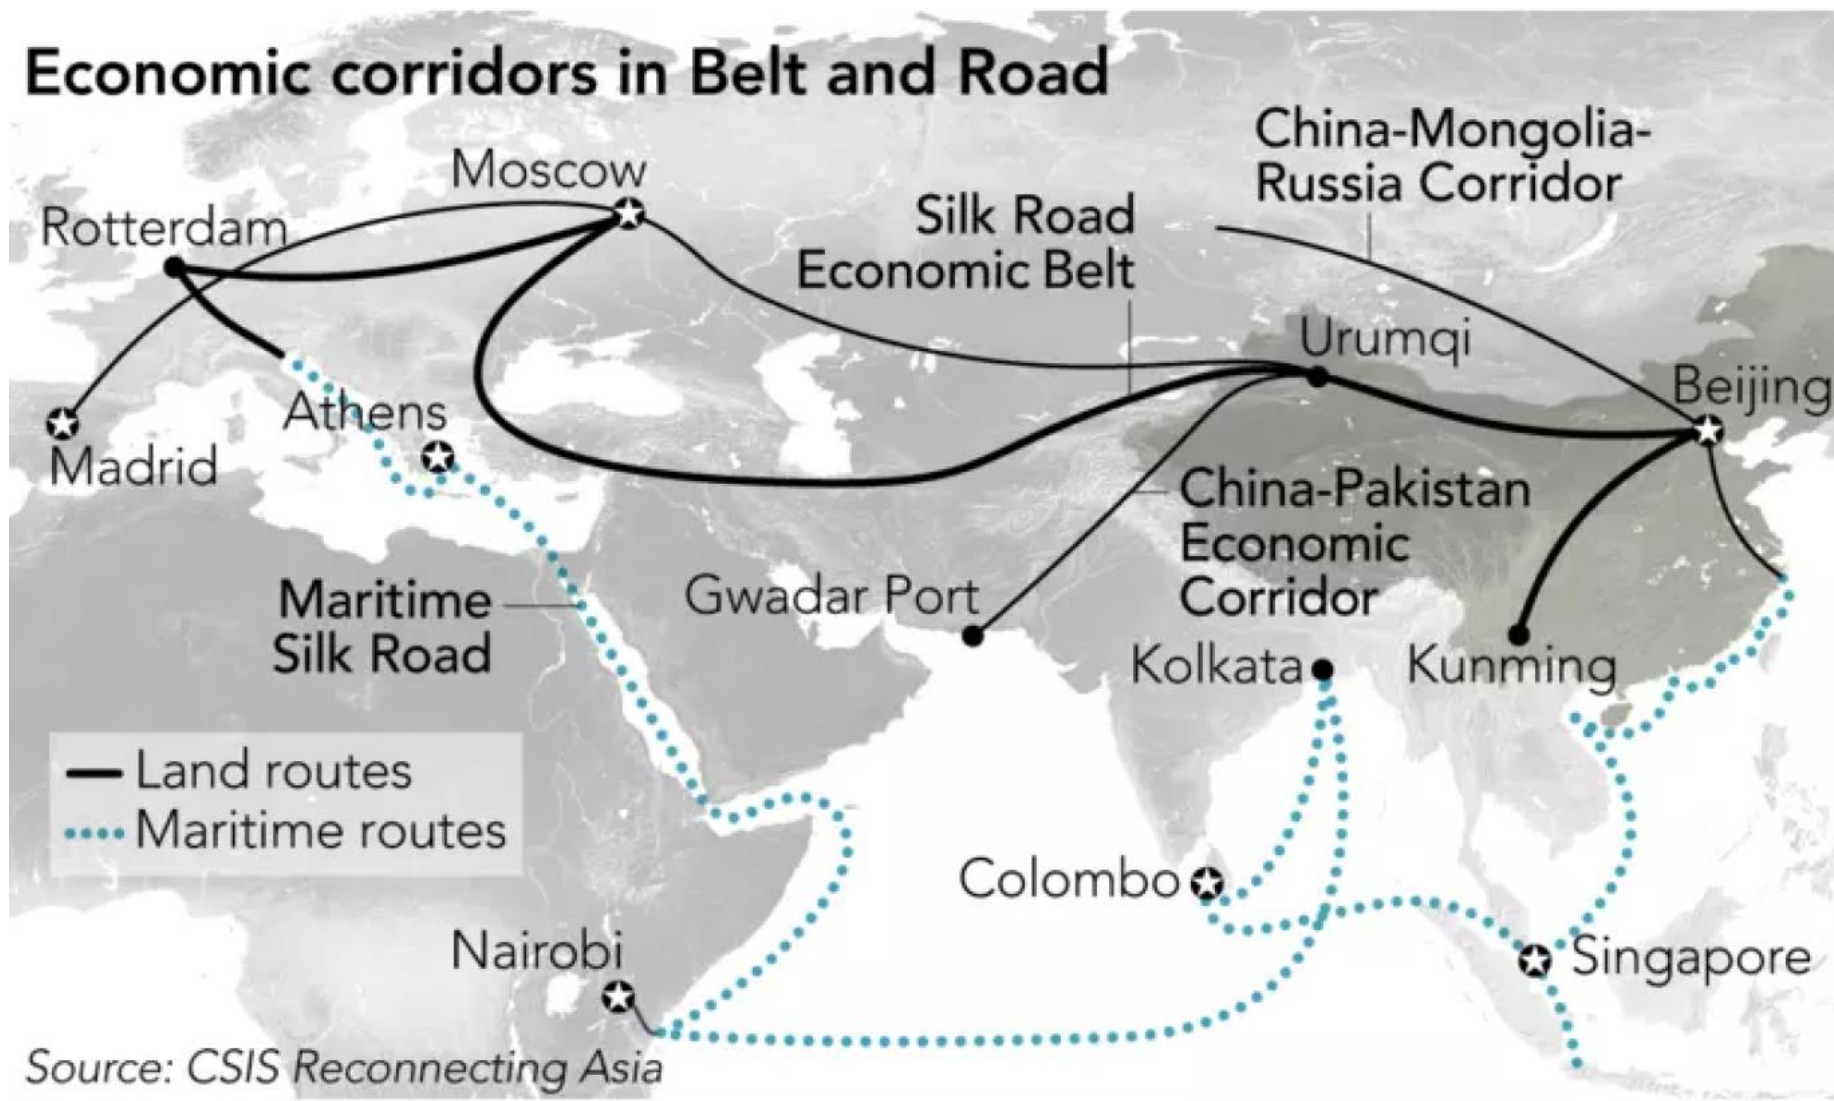 Economic corridors in Belt and Road
China-Mongolia-
Russia Corridor
Moscow
Silk Road
Economic Belt
Rotterdam
Urumqi
Beijing
Athens
Madrid
China-Pakistan
Economic
Corridor
Maritime
Silk Road
Gwadar Port
Kolkata
Kunming
Land routes
Maritime routes
Colombo
Nairobi
Singapore
Source: CSIS Reconnecting Asia